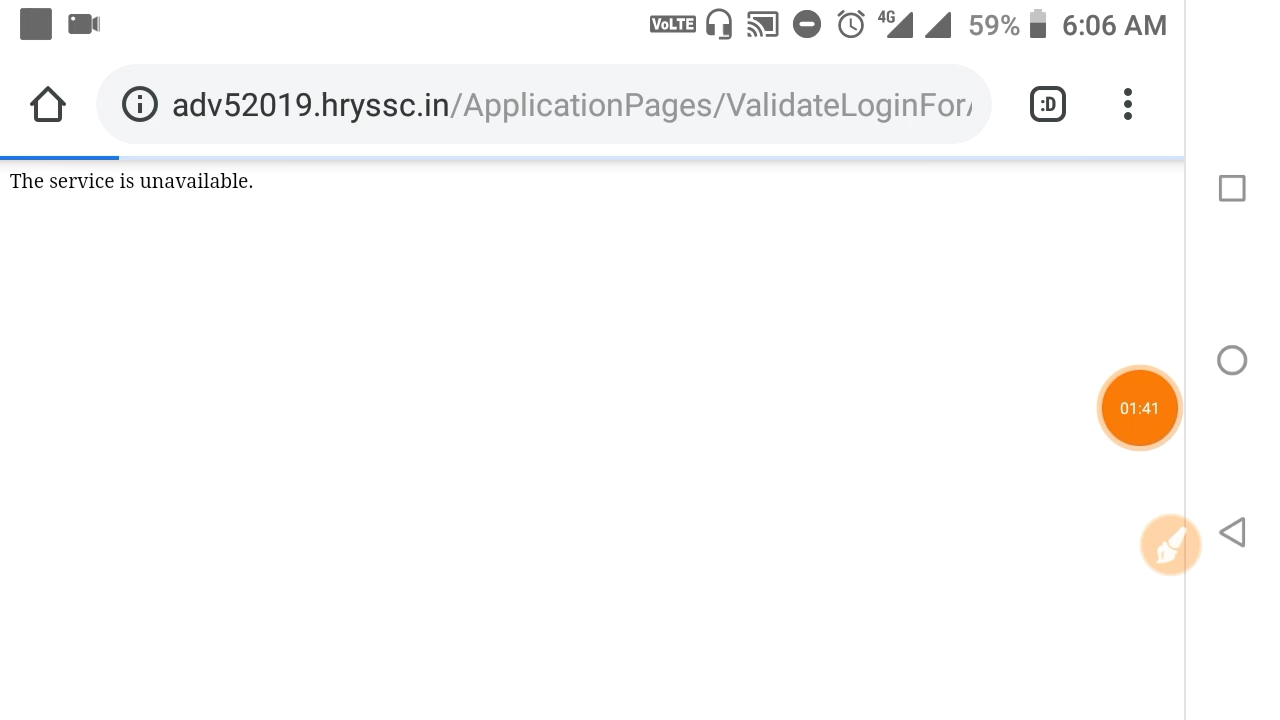 VoLTE 4G 59% 6:06 AM
adv52019.hryssc.in/ApplicationPages/ValidateLoginFor
:D
The service is unavailable.
01:41